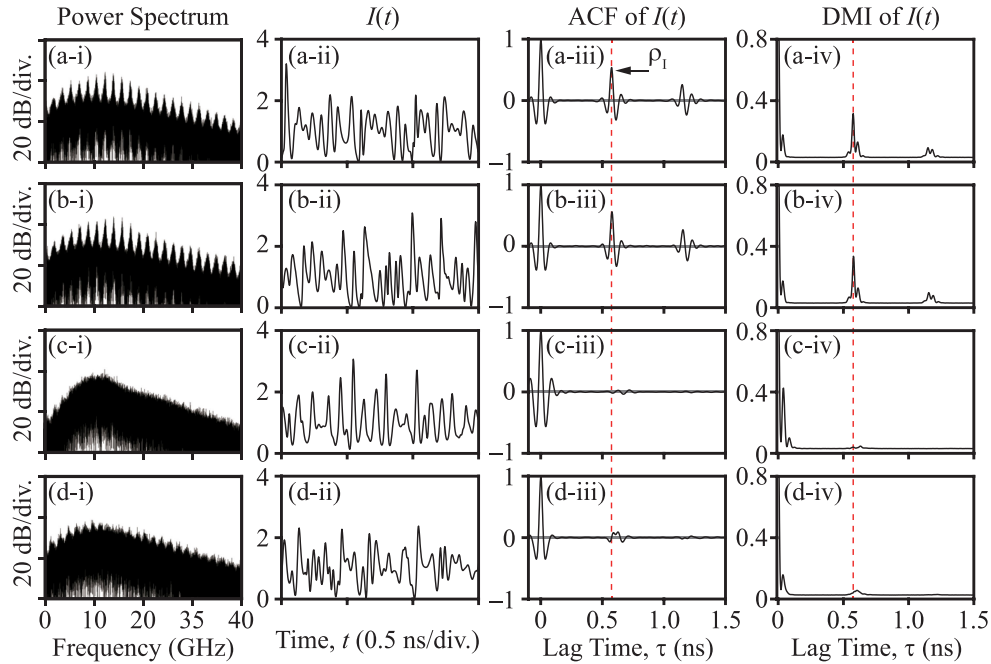 Power Spectrum I(t) ACF of I(t) DMI of I(t)
20 dB/div. (a-i) 4 2 0 (a-ii) 1 0 −1 (a-iii) ρI 0.8 0.4 0 (a-iv)
20 dB/div. (b-i) 4 2 0 (b-ii) 1 0 −1 (b-iii) 0.8 0.4 0 (b-iv)
20 dB/div. (c-i) 4 2 0 (c-ii) 1 0 −1 (c-iii) 0.8 0.4 0 (c-iv)
20 dB/div. (d-i) 4 2 0 (d-ii) 1 0 −1 (d-iii) 0.8 0.4 0 (d-iv)
0 10 20 35 40 0 0.5 1.0 1.5 0 0.5 1.0 1.5
Frequency (GHz) Time, t (0.5 ns/div.) Lag Time, τ (ns) Lag Time, τ (ns)